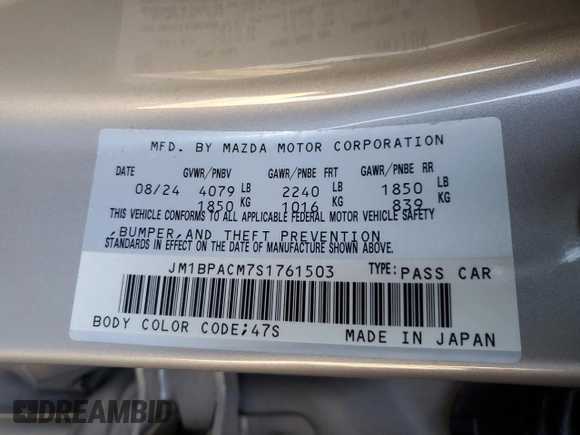 MFD. BY MAZDA MOTOR CORPORATION
DATE GVWR/PNBV GAWR/PNBE FRT GAWR/PNBE RR
08/24 4079 LB 2240 LB 1850 LB
1850 KG 1016 KG 839 KG
THIS VEHICLE CONFORMS TO ALL APPLICABLE FEDERAL MOTOR VEHICLE SAFETY
,BUMPER,AND THEFT PREVENTION
STANDARDS IN EFFECT ON THE DATE OF MANUFACTURE SHOWN ABOVE.
JM1BPACM7S1761503 TYPE: PASS CAR
BODY COLOR CODE;47S MADE IN JAPAN
DREAMBID